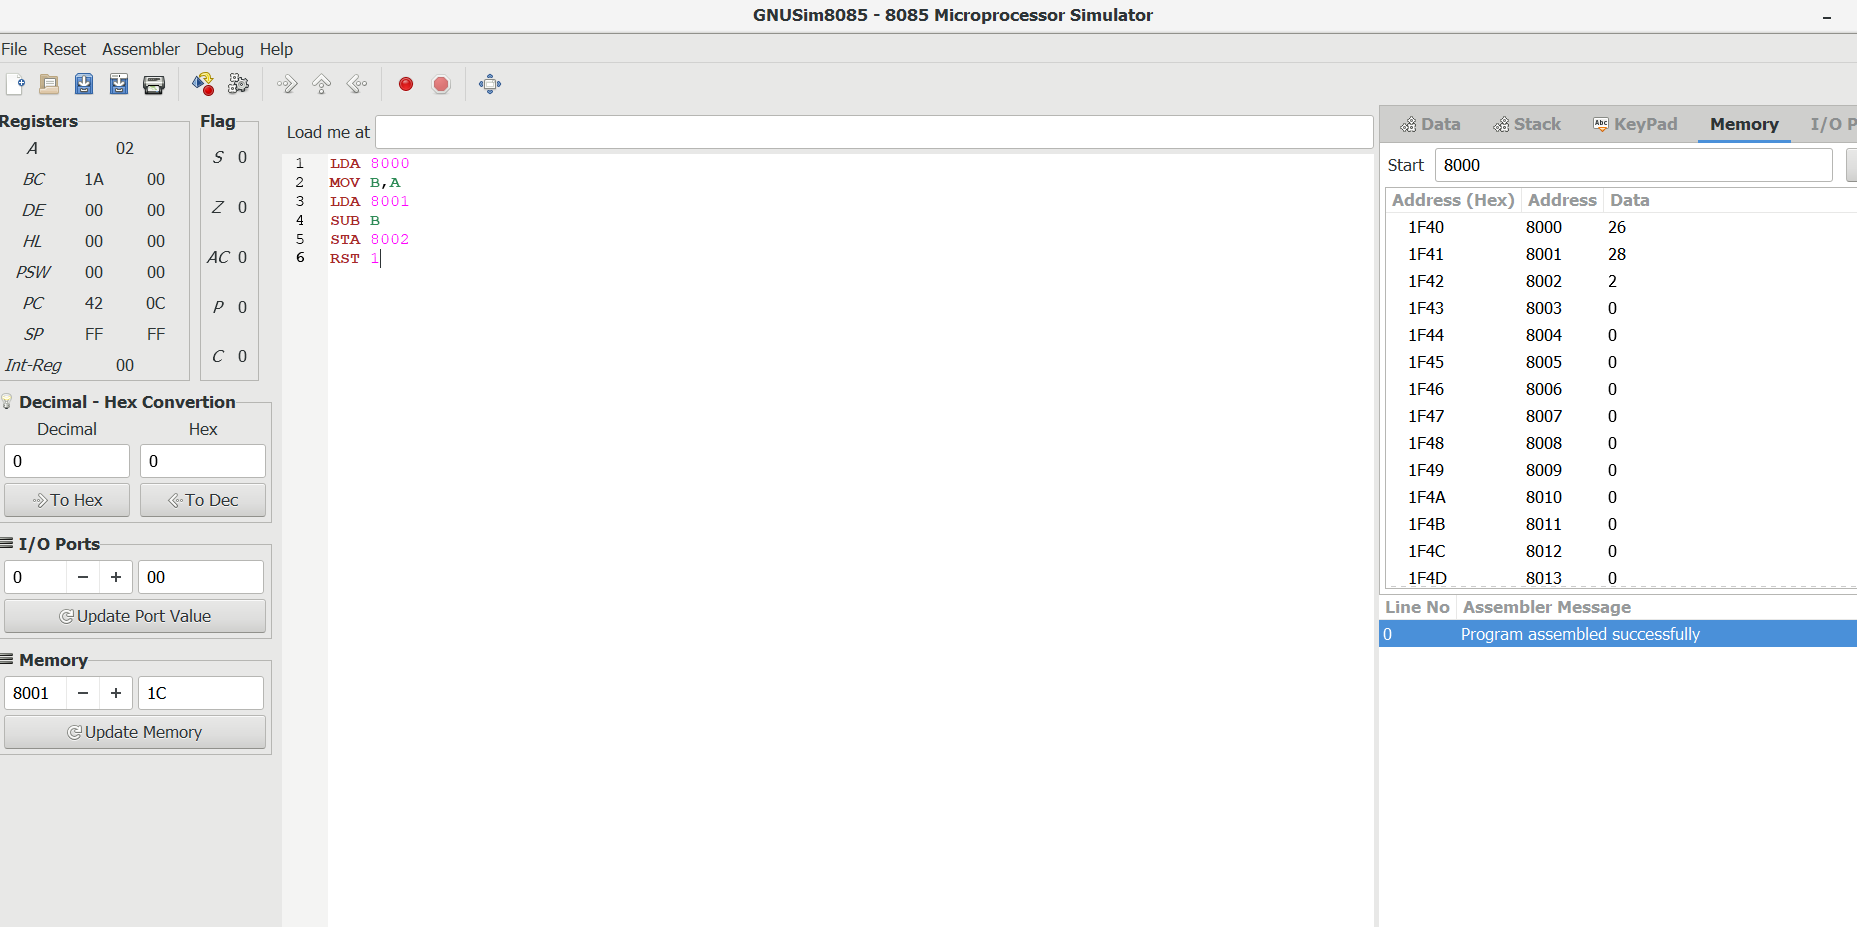 GNUSim8085 - 8085 Microprocessor Simulator
File Reset Assembler Debug Help
Registers
A 02
BC 1A 00
DE 00 00
HL 00 00
PSW 00 00
PC 42 0C
SP FF FF
Int-Reg 00
Flag
S 0
Z 0
AC 0
P 0
C 0
Decimal - Hex Convertion
Decimal Hex
0 0
To Hex To Dec
I/O Ports
0 − + 00
Update Port Value
Memory
8001 − + 1C
Update Memory
Load me at
1 LDA 8000
2 MOV B,A
3 LDA 8001
4 SUB B
5 STA 8002
6 RST 1
Data Stack Abc KeyPad Memory I/O P
Start 8000
Address (Hex) Address Data
1F40 8000 26
1F41 8001 28
1F42 8002 2
1F43 8003 0
1F44 8004 0
1F45 8005 0
1F46 8006 0
1F47 8007 0
1F48 8008 0
1F49 8009 0
1F4A 8010 0
1F4B 8011 0
1F4C 8012 0
1F4D 8013 0
Line No Assembler Message
0 Program assembled successfully